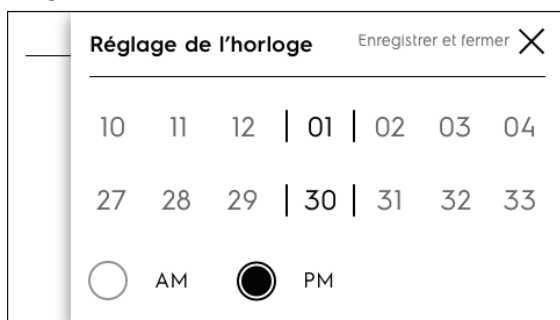 Réglage de l'horloge Enregistrer et fermer
10 11 12 01 02 03 04
27 28 29 30 31 32 33
AM PM